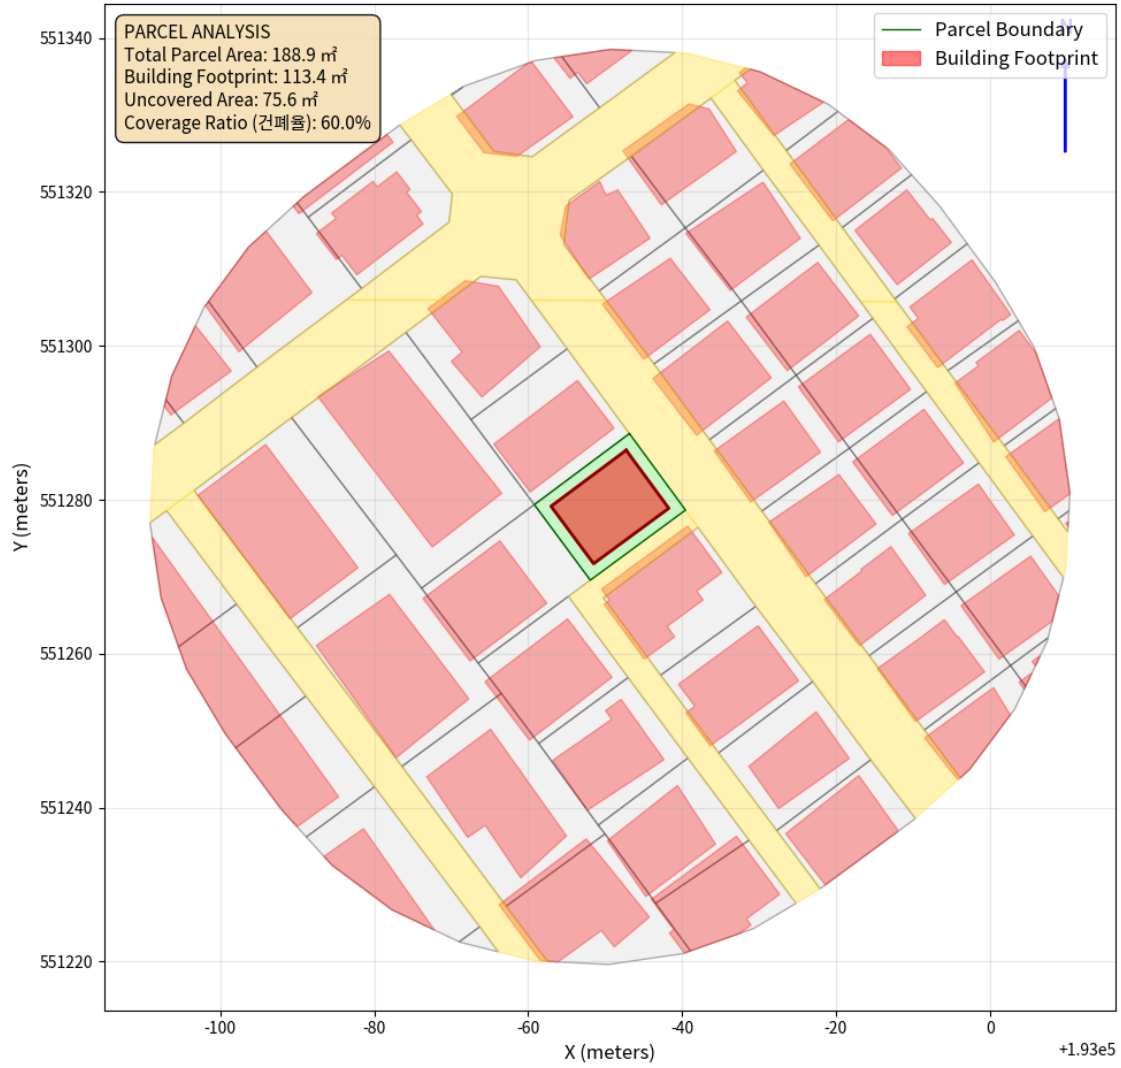 PARCEL ANALYSIS
Total Parcel Area: 188.9 ㎡
Building Footprint: 113.4 ㎡
Uncovered Area: 75.6 ㎡
Coverage Ratio (건폐율): 60.0%
Parcel Boundary
Building Footprint
N
551340
551320
551300
551280
551260
551240
551220
Y (meters)
-100
-80
-60
-40
-20
0
X (meters)
+1.93e5